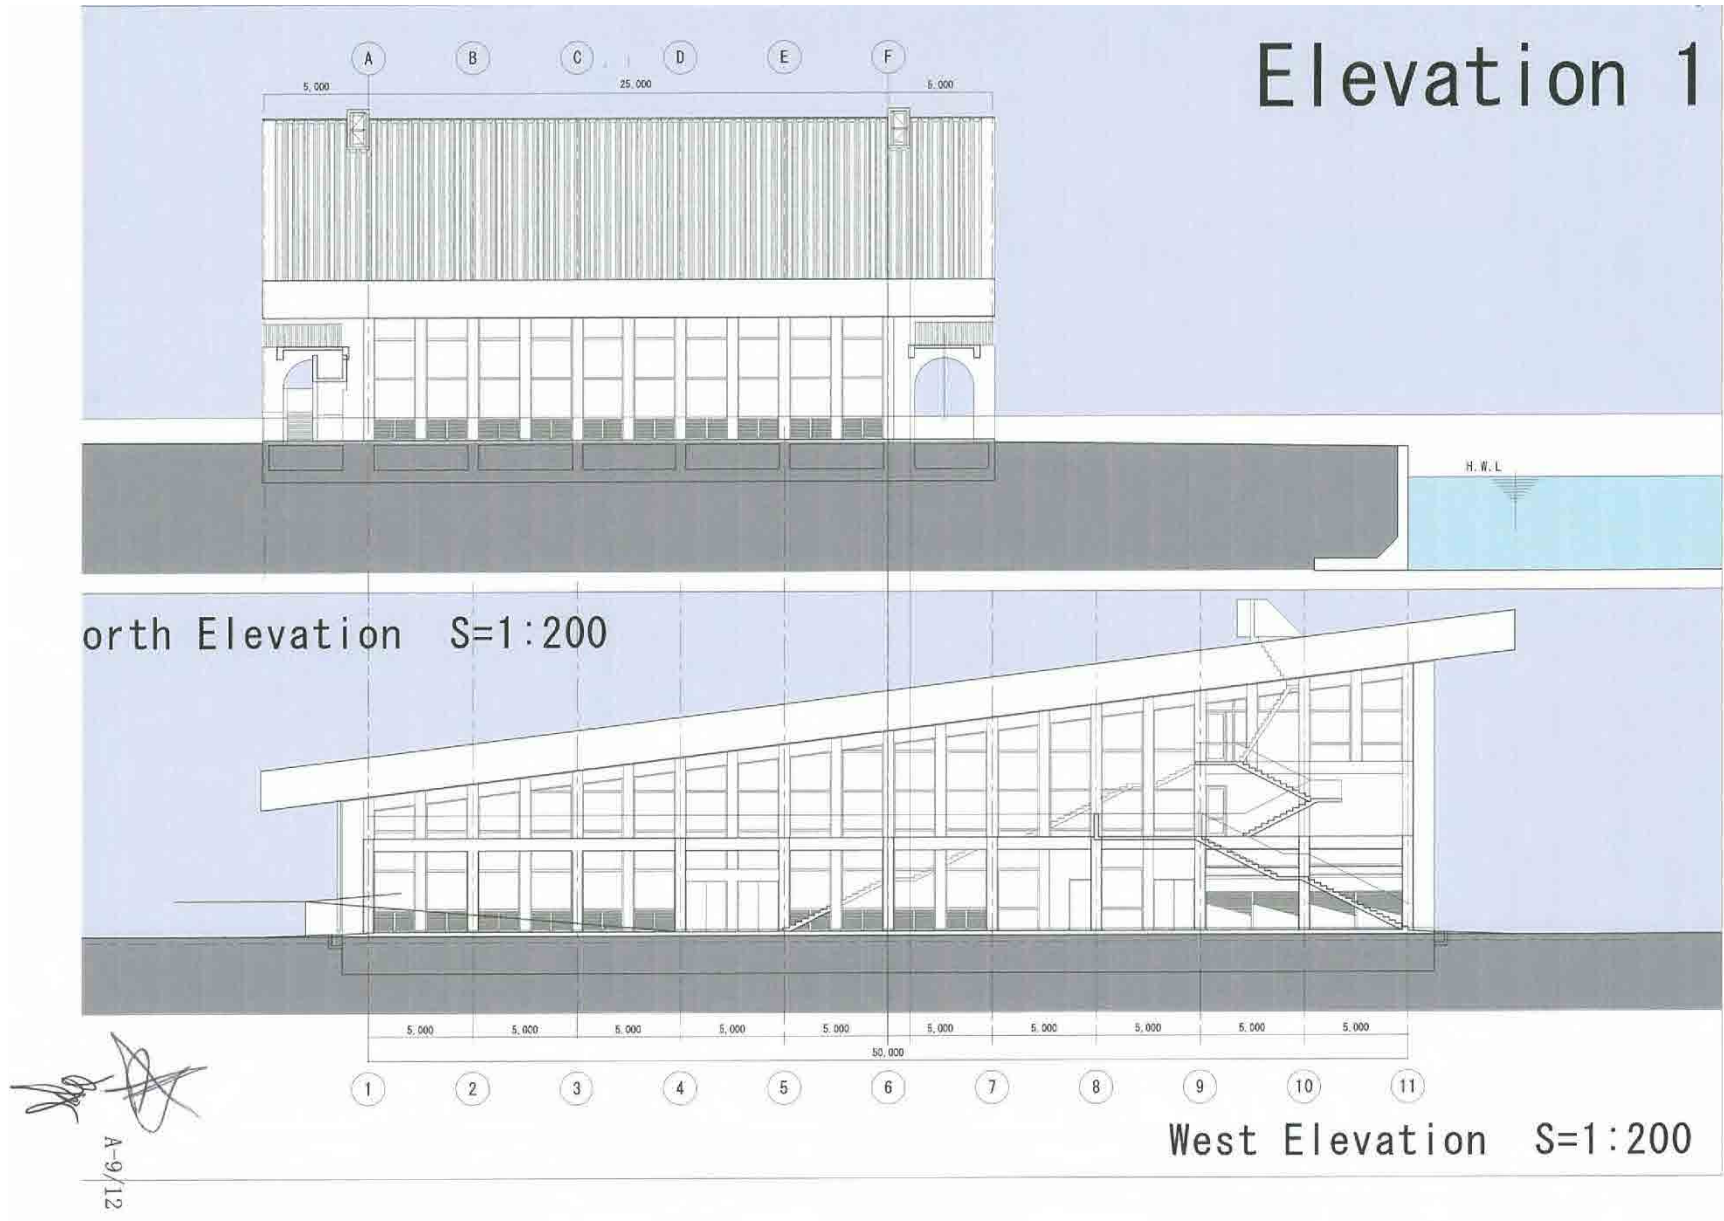 Elevation 1
A B C D E F
5,000 25,000 5,000
H.W.L
orth Elevation S=1:200
5,000 5,000 5,000 5,000 5,000 5,000 5,000 5,000 5,000 5,000
50,000
1 2 3 4 5 6 7 8 9 10 11
West Elevation S=1:200
A-9/12